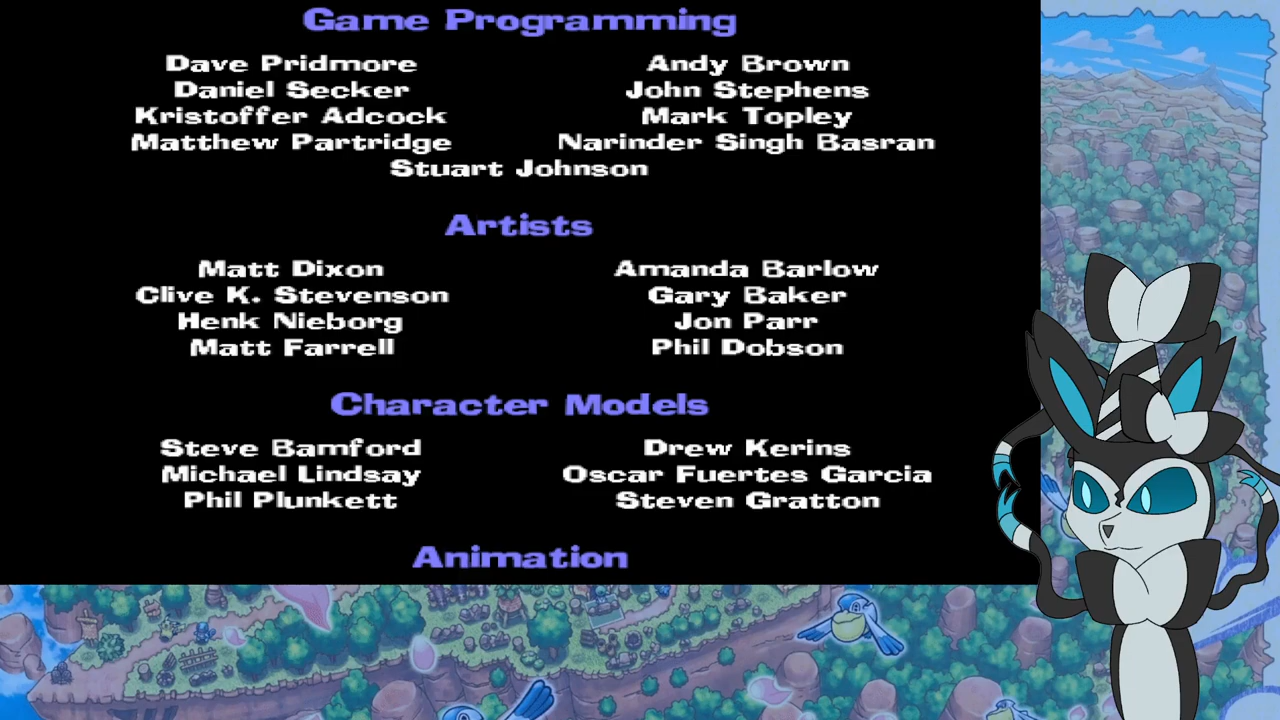 Game Programming
Dave Pridmore Andy Brown
Daniel Secker John Stephens
Kristoffer Adcock Mark Topley
Matthew Partridge Narinder Singh Basran
Stuart Johnson
Artists
Matt Dixon Amanda Barlow
Clive K. Stevenson Gary Baker
Henk Nieborg Jon Parr
Matt Farrell Phil Dobson
Character Models
Steve Bamford Drew Kerins
Michael Lindsay Oscar Fuertes Garcia
Phil Plunkett Steven Gratton
Animation